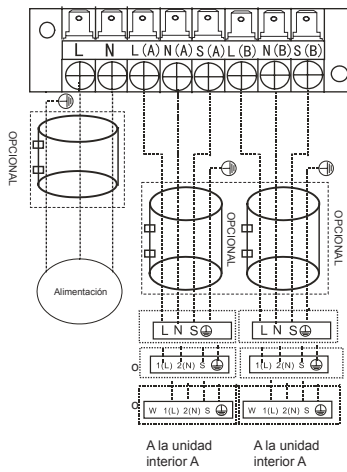 L N L(A) N(A) S(A) L(B) N(B) S(B)
OPCIONAL
OPCIONAL
OPCIONAL
Alimentación
L N S
L N S
o
1(L) 2(N) S
1(L) 2(N) S
o
W 1(L) 2(N) S
W 1(L) 2(N) S
A la unidad
interior A
A la unidad
interior A